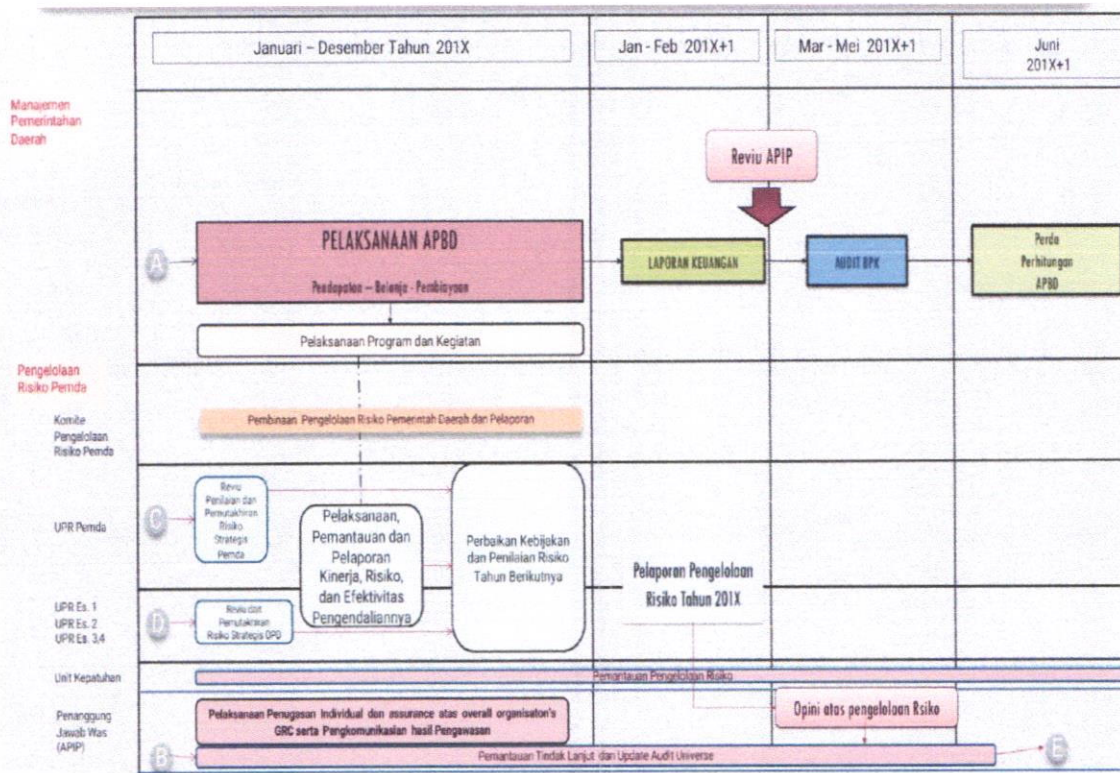 Januari – Desember Tahun 201X
Jan - Feb 201X+1
Mar - Mei 201X+1
Juni
201X+1
Manajemen
Pemerintahan
Daerah
Reviu APIP
A
PELAKSANAAN APBD
Pendapatan – Belanja - Pembiayaan
LAPORAN KEUANGAN
AUDIT BPK
Perda
Perhitungan
APBD
Pelaksanaan Program dan Kegiatan
Pengelolaan
Risiko Pemda
Komite
Pengelolaan
Risiko Pemda
Pembinaan Pengelolaan Risiko Pemerintah Daerah dan Pelaporan
UPR Pemda
C
Reviu
Penilaian dan
Pemutakhiran
Risiko
Strategis
Pemda
Pelaksanaan,
Pemantauan dan
Pelaporan
Kinerja, Risiko,
dan Efektivitas
Pengendaliannya
Perbaikan Kebijakan
dan Penilaian Risiko
Tahun Berikutnya
Pelaporan Pengelolaan
Risiko Tahun 201X
UPR Es. 1
UPR Es. 2
UPR Es. 3,4
D
Reviu dan
Pemutakhiran
Risiko Strategis OPD
Unit Kepatuhan
Pemantauan Pengelolaan Risiko
Penanggung
Jawab Was
(APIP)
Pelaksanaan Penugasan Individual dan assurance atas overall organisaton's
GRC serta Pengkomunikasian hasil Pengawasan
Opini atas pengelolaan Rsiko
B
Pemantauan Tindak Lanjut dan Update Audit Universe
E